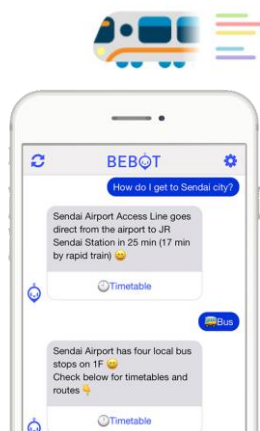 BEBOT
How do I get to Sendai city?
Sendai Airport Access Line goes
direct from the airport to JR
Sendai Station in 25 min (17 min
by rapid train) 😀
🕐Timetable
🚌Bus
Sendai Airport has four local bus
stops on 1F 😀
Check below for timetables and
routes 👇
🕐Timetable